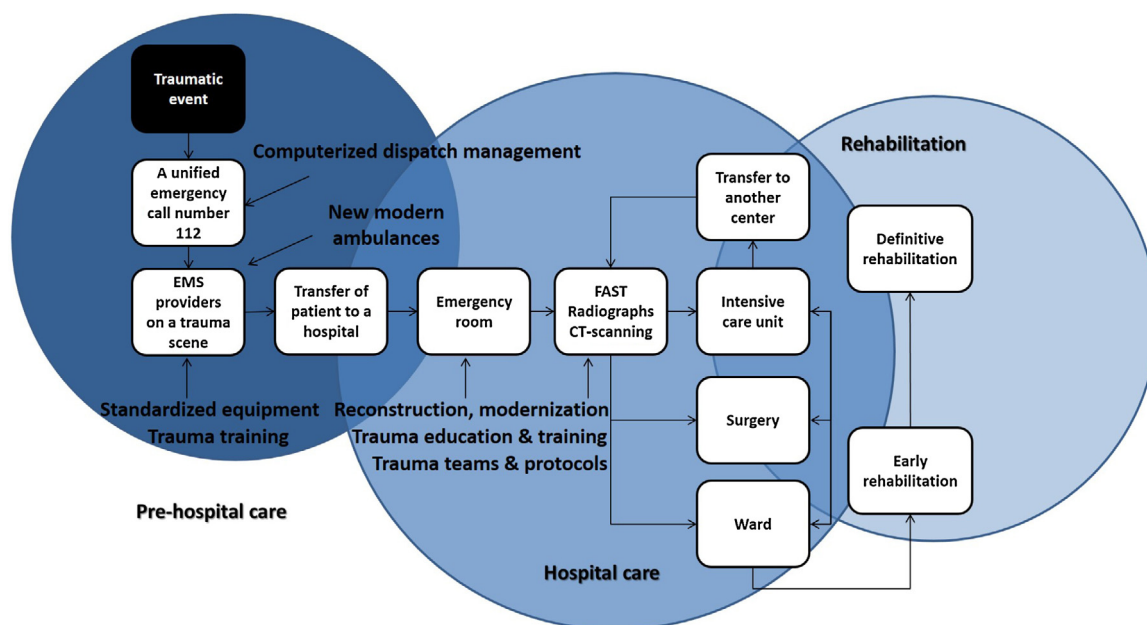 Traumatic
event
A unified
emergency
call number
112
Computerized dispatch management
New modern
ambulances
EMS
providers
on a trauma
scene
Transfer of
patient to a
hospital
Emergency
room
FAST
Radiographs
CT-scanning
Intensive
care unit
Transfer to
another
center
Surgery
Ward
Rehabilitation
Definitive
rehabilitation
Early
rehabilitation
Standardized equipment
Trauma training
Reconstruction, modernization
Trauma education & training
Trauma teams & protocols
Pre-hospital care
Hospital care